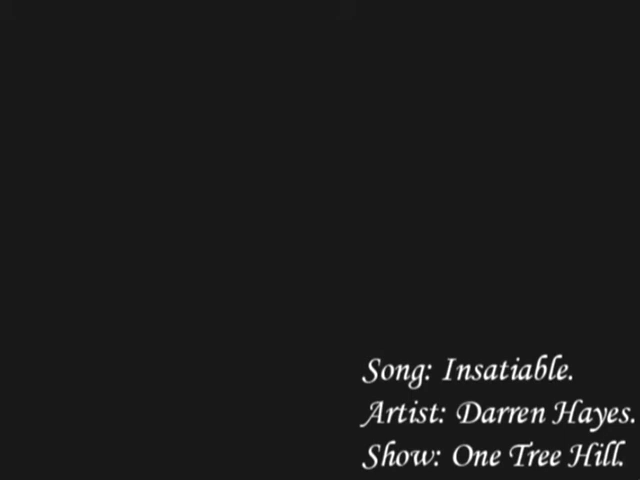 Song: Insatiable.
Artist: Darren Hayes.
Show: One Tree Hill.